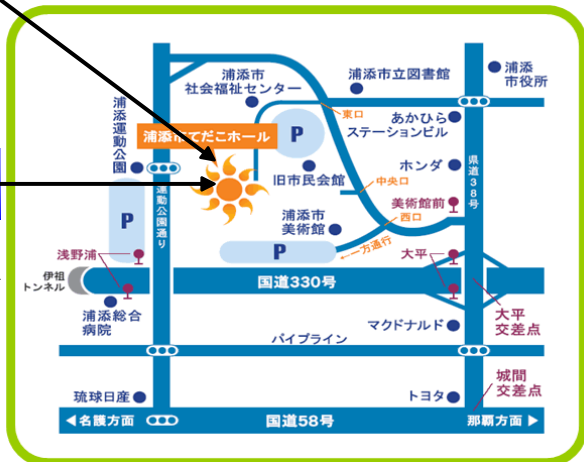 浦添市
社会福祉センター
浦添市立図書館
浦添
市役所
東口
あかひら
ステーションビル
浦添運動公園
浦添市てだこホール
P
ホンダ
旧市民会館
中央口
県道38号
運動公園通り
美術館前
西口
浦添市
美術館
P
P
一方通行
浅野浦
大平
伊祖
トンネル
国道330号
浦添総合
病院
マクドナルド
大平
交差点
パイプライン
城間
交差点
琉球日産
トヨタ
◀名護方面
国道58号
那覇方面▶